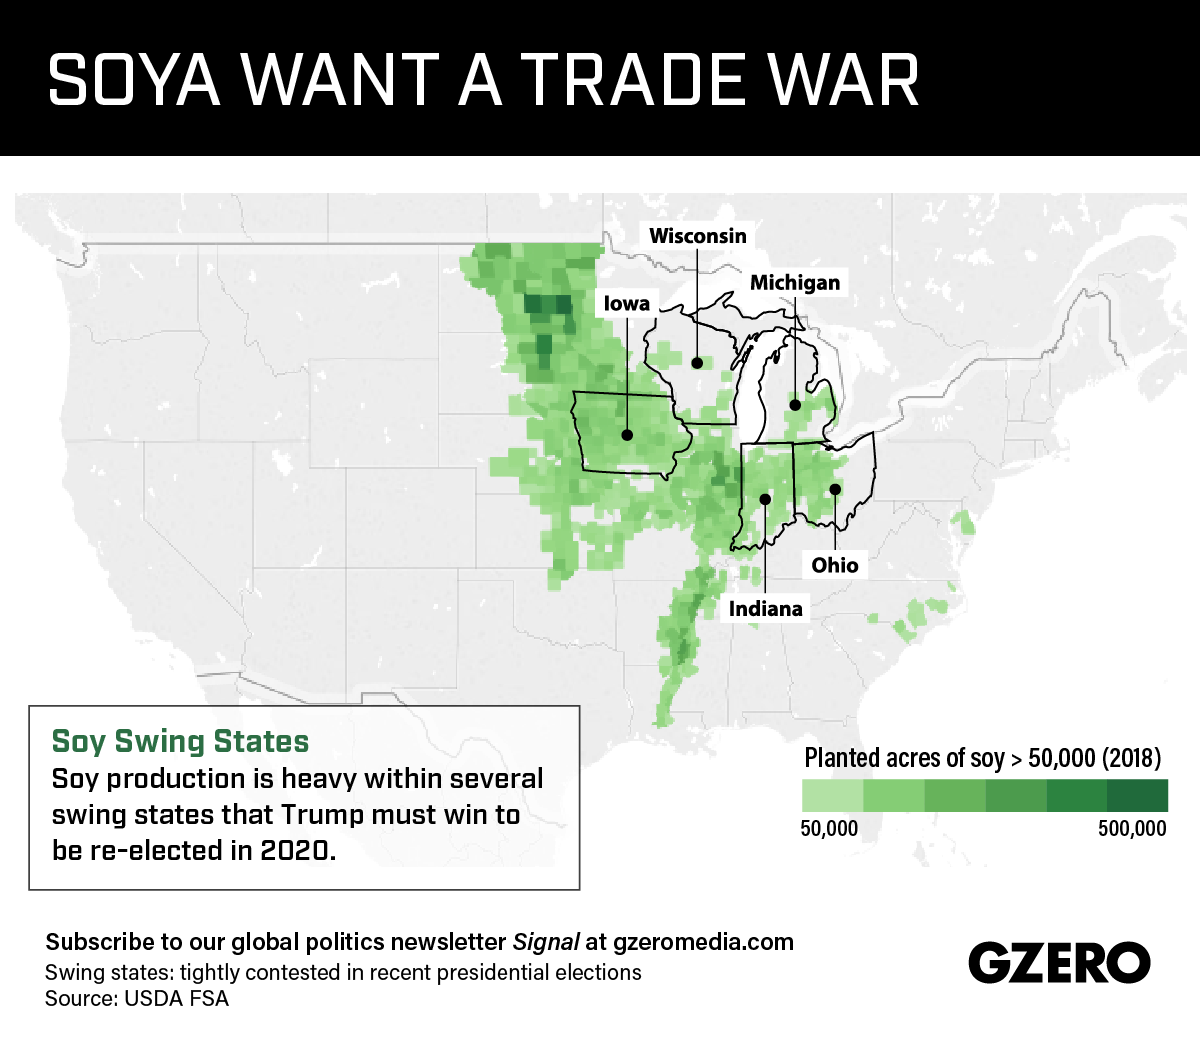 SOYA WANT A TRADE WAR
Wisconsin
Michigan
Iowa
Ohio
Indiana
Soy Swing States
Soy production is heavy within several
swing states that Trump must win to
be re-elected in 2020.
Planted acres of soy > 50,000 (2018)
50,000 500,000
Subscribe to our global politics newsletter Signal at gzeromedia.com
Swing states: tightly contested in recent presidential elections
Source: USDA FSA
GZERO